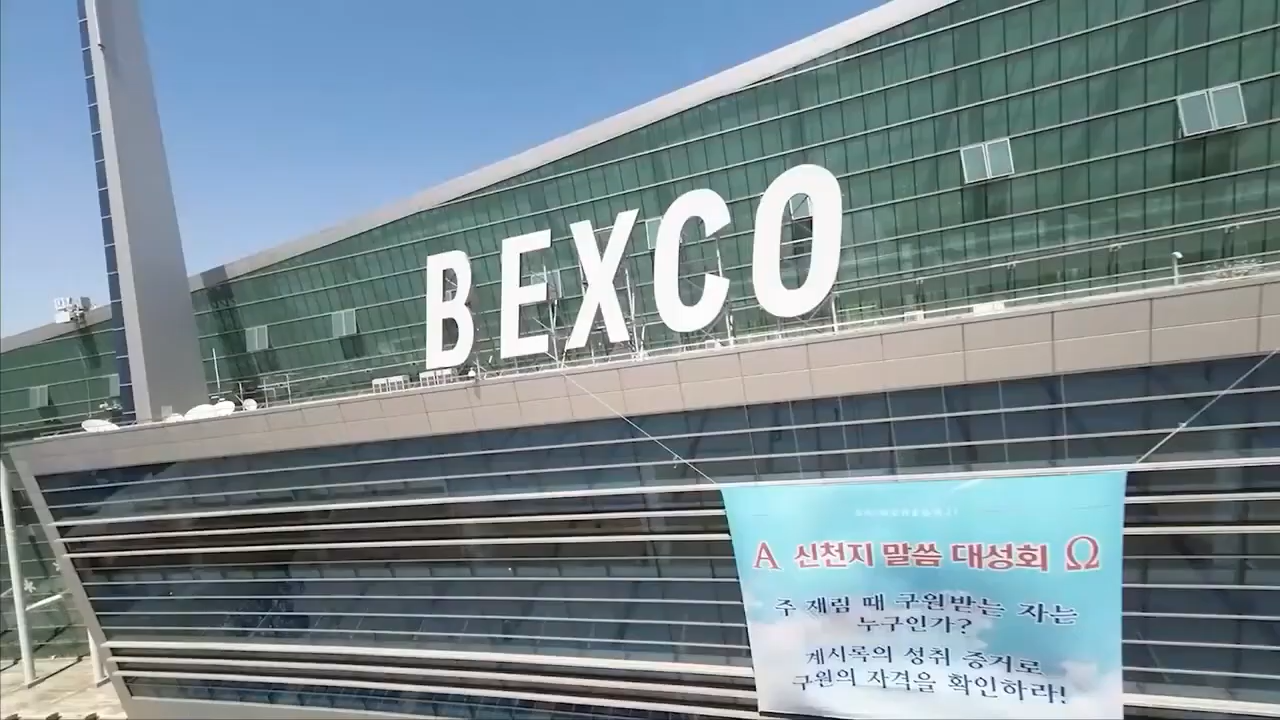 BEXCO
Α 신천지 말씀 대성회 Ω
주 재림 때 구원받는 자는
누구인가?
계시록의 성취 증거로
구원의 자격을 확인하라!